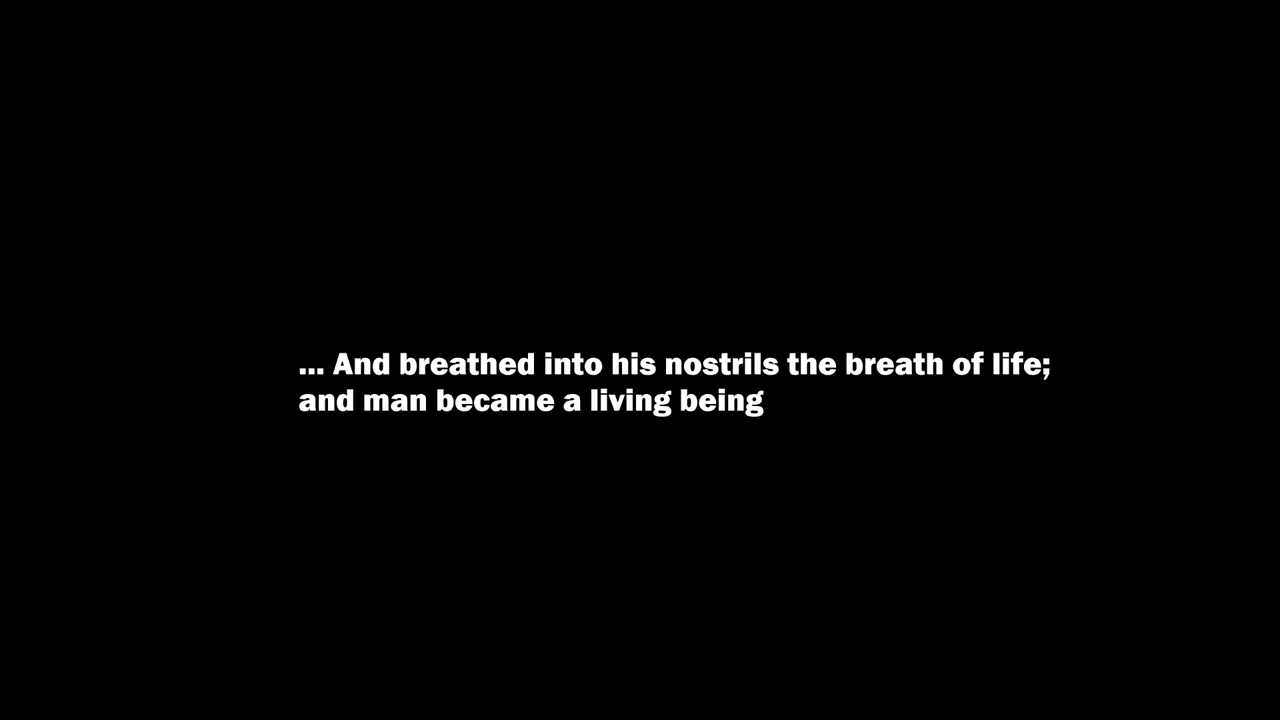 ... And breathed into his nostrils the breath of life;
and man became a living being